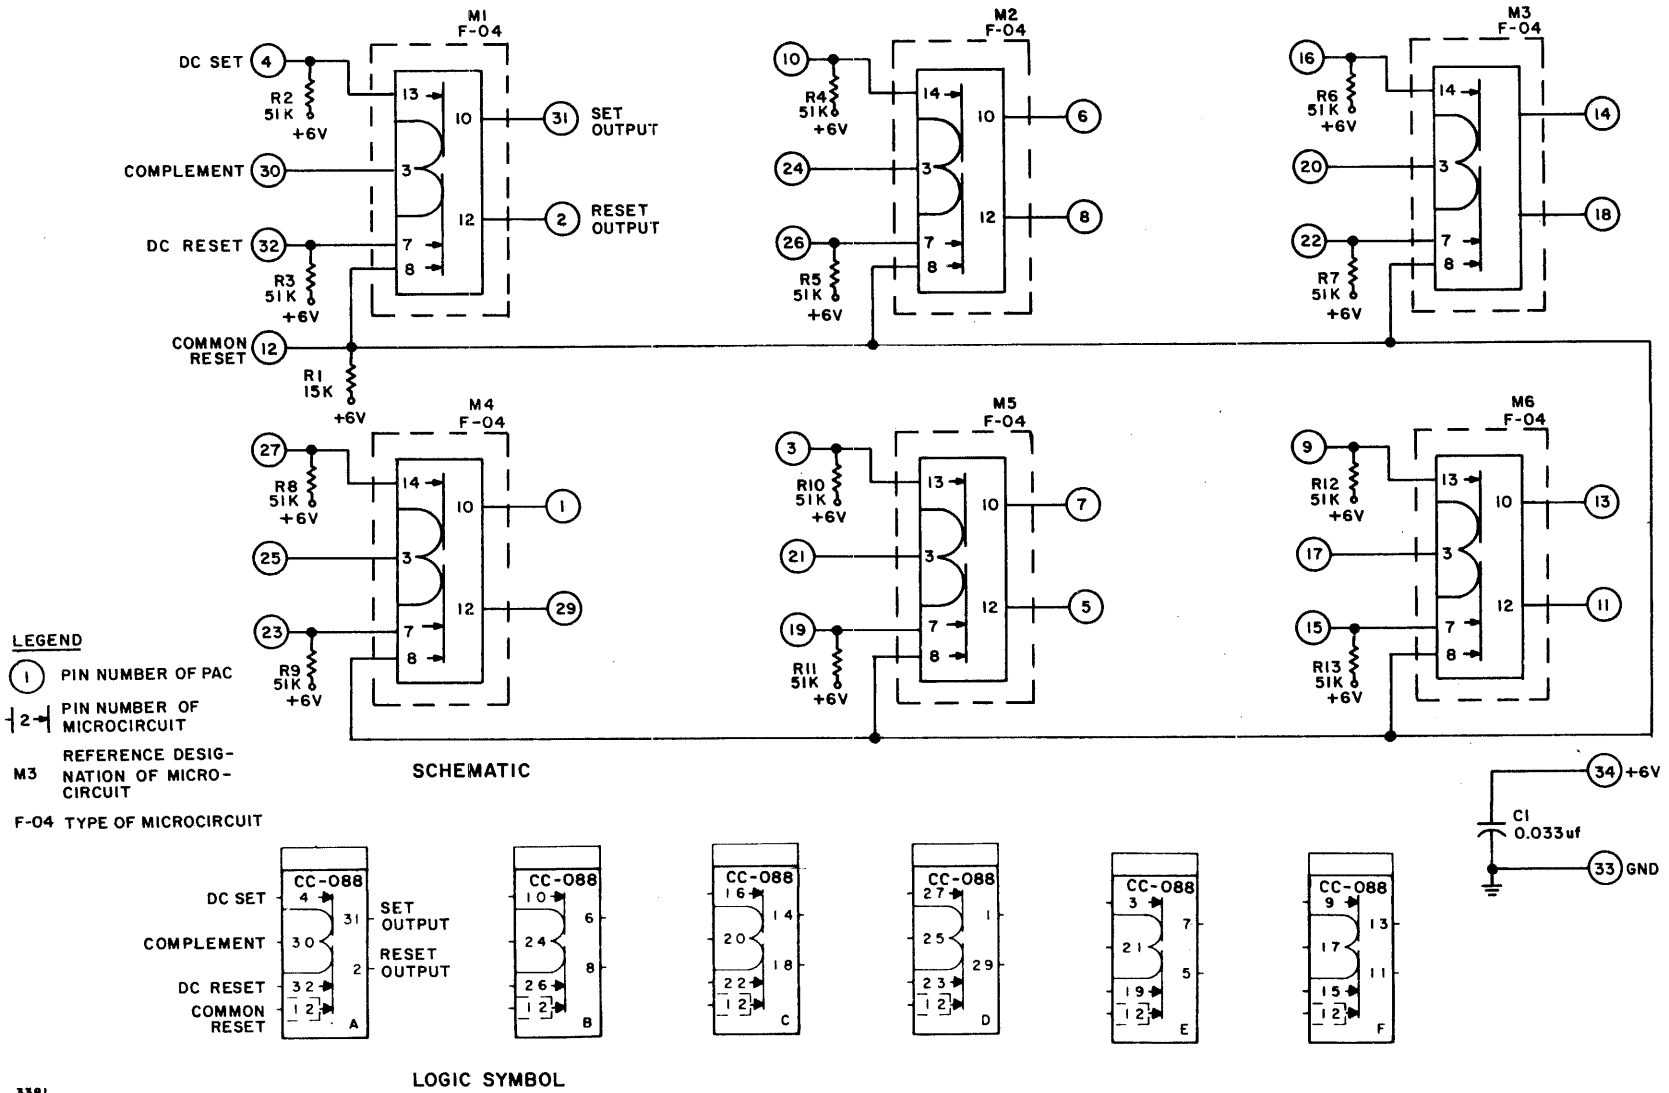 M1
F-04
DC SET 4
R2
51K
+6V
13
10
31 SET
OUTPUT
COMPLEMENT 30
3
12
2 RESET
OUTPUT
DC RESET 32
7
8
R3
51K
+6V
COMMON
RESET 12
R1
15K
+6V
M2
F-04
10
R4
51K
+6V
14
10
6
24
3
12
8
26
7
8
R5
51K
+6V
M3
F-04
16
R6
51K
+6V
14
14
20
3
18
22
7
8
R7
51K
+6V
M4
F-04
27
R8
51K
+6V
14
10
1
25
3
12
29
23
7
8
R9
51K
+6V
M5
F-04
3
R10
51K
+6V
13
10
7
21
3
12
5
19
7
8
R11
51K
+6V
M6
F-04
9
R12
51K
+6V
13
10
13
17
3
12
11
15
7
8
R13
51K
+6V
LEGEND
1 PIN NUMBER OF PAC
2 PIN NUMBER OF
MICROCIRCUIT
REFERENCE DESIG-
M3 NATION OF MICRO-
CIRCUIT
F-04 TYPE OF MICROCIRCUIT
SCHEMATIC
34 +6V
C1
0.033uf
33 GND
CC-088
DC SET 4
31 SET
OUTPUT
COMPLEMENT 30
RESET
2 OUTPUT
DC RESET 32
COMMON
RESET 12
A
CC-088
10
6
24
8
26
12
B
CC-088
16
14
20
18
22
12
C
CC-088
27
1
25
29
23
12
D
CC-088
3
7
21
5
19
12
E
CC-088
9
13
17
11
15
12
F
LOGIC SYMBOL